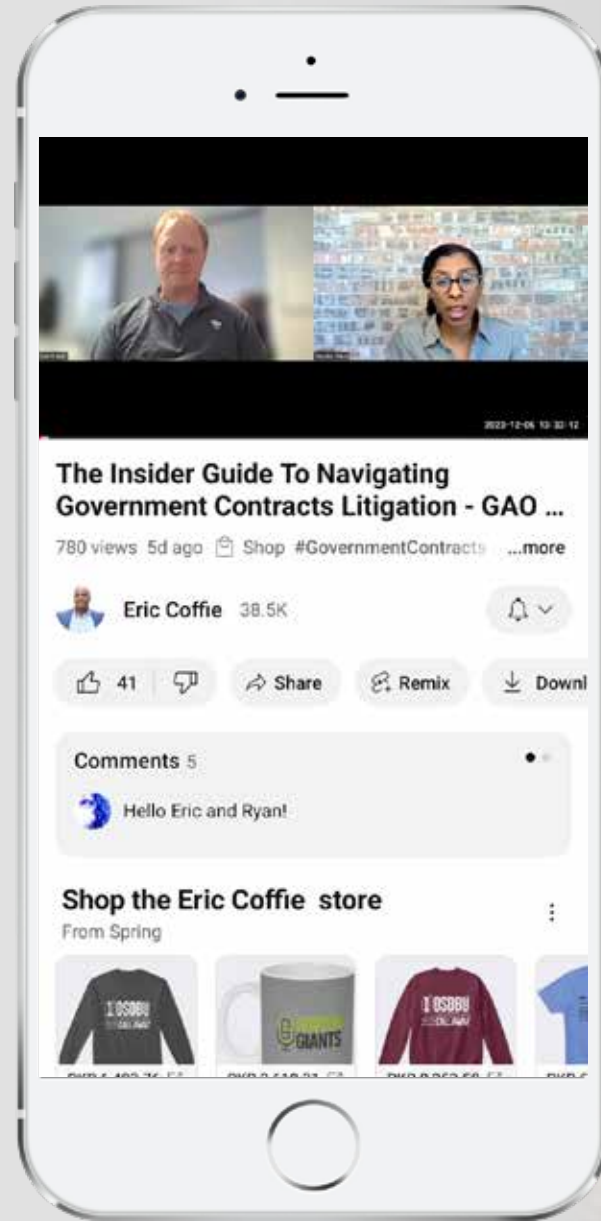 2023-12-06 10:32:12
The Insider Guide To Navigating
Government Contracts Litigation - GAO ...
780 views 5d ago Shop #GovernmentContracts ...more
Eric Coffie 38.5K
41 Share Remix Downl
Comments 5
Hello Eric and Ryan!
Shop the Eric Coffie store
From Spring
OSDBU
GIANTS
OSDBU